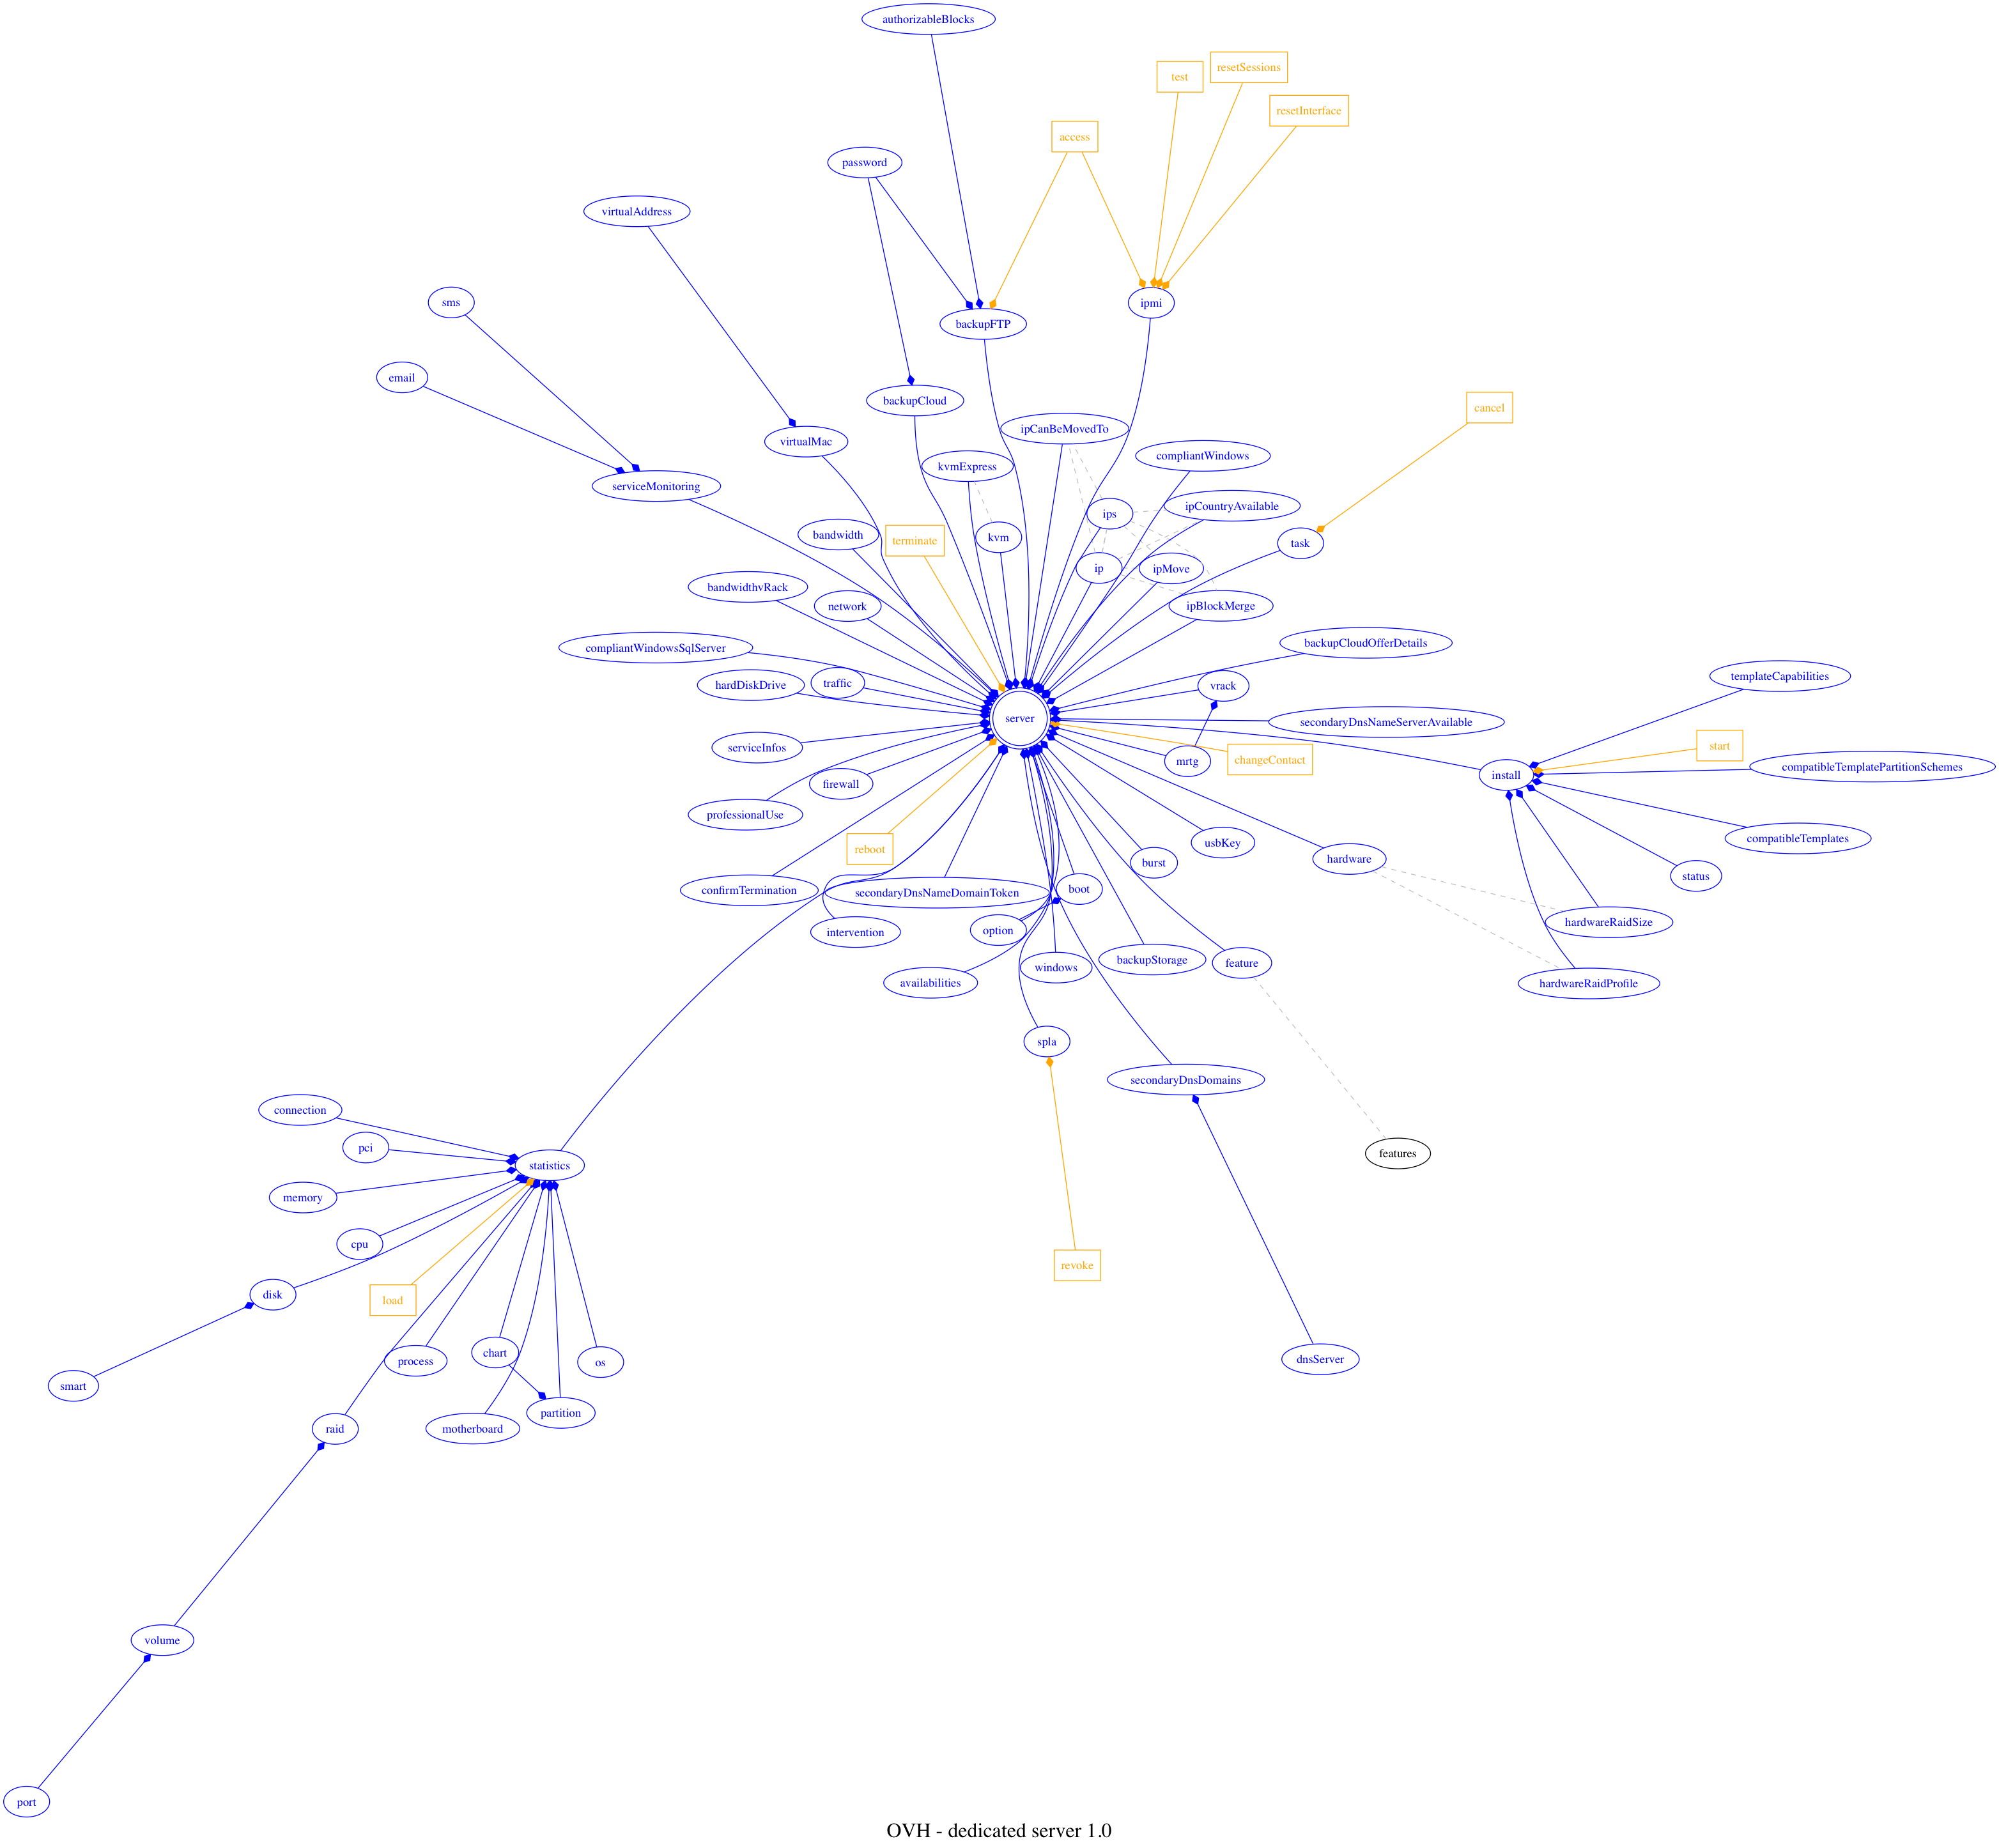 authorizableBlocks
resetSessions
test
resetInterface
access
password
virtualAddress
sms
ipmi
backupFTP
email
backupCloud
cancel
ipCanBeMovedTo
virtualMac
compliantWindows
kvmExpress
serviceMonitoring
ipCountryAvailable
ips
bandwidth
kvm
terminate
task
ip
ipMove
bandwidthvRack
network
ipBlockMerge
backupCloudOfferDetails
compliantWindowsSqlServer
templateCapabilities
traffic
hardDiskDrive
vrack
server
secondaryDnsNameServerAvailable
serviceInfos
start
changeContact
mrtg
compatibleTemplatePartitionSchemes
install
firewall
professionalUse
compatibleTemplates
usbKey
reboot
hardware
burst
status
confirmTermination
boot
secondaryDnsNameDomainToken
hardwareRaidSize
option
intervention
backupStorage
feature
windows
availabilities
hardwareRaidProfile
spla
secondaryDnsDomains
connection
pci
features
statistics
memory
cpu
revoke
disk
load
chart
dnsServer
process
os
smart
partition
raid
motherboard
volume
port
OVH - dedicated server 1.0